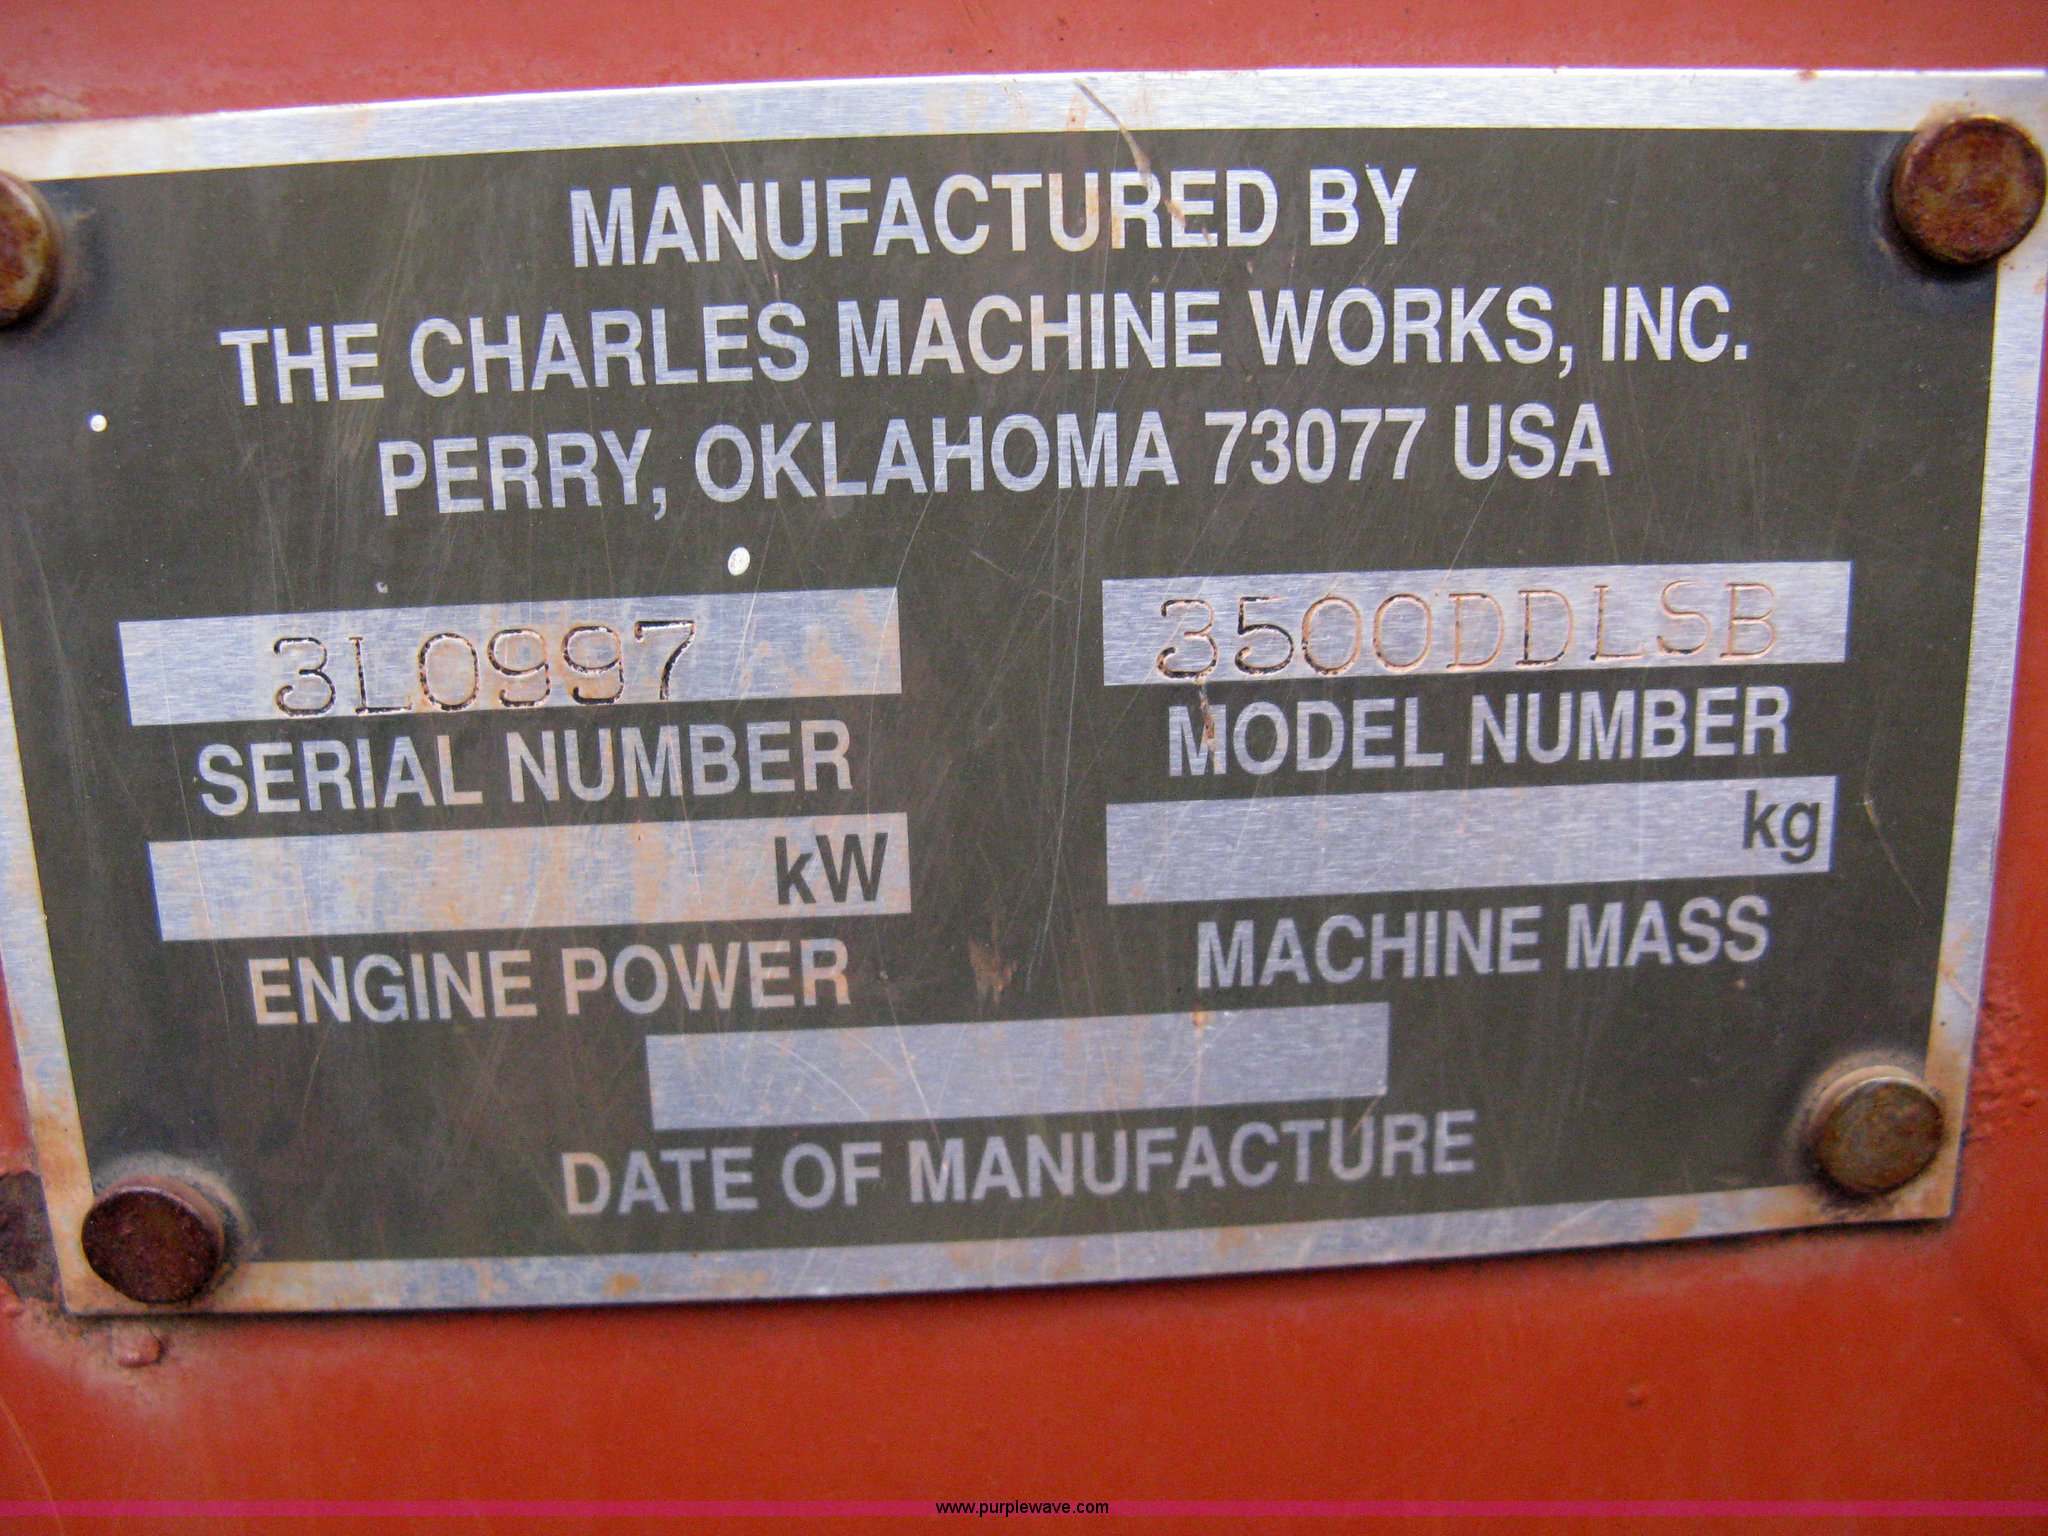 MANUFACTURED BY
THE CHARLES MACHINE WORKS, INC.
PERRY, OKLAHOMA 73077 USA
3L0997 3500DDLSB
SERIAL NUMBER MODEL NUMBER
kW kg
ENGINE POWER MACHINE MASS
DATE OF MANUFACTURE
www.purplewave.com